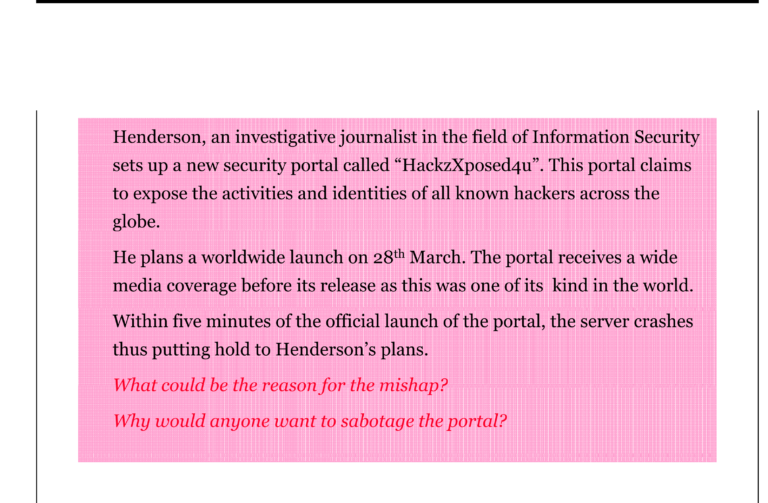 Henderson, an investigative journalist in the field of Information Security
sets up a new security portal called “HackzXposed4u”. This portal claims
to expose the activities and identities of all known hackers across the
globe.
He plans a worldwide launch on 28th March. The portal receives a wide
media coverage before its release as this was one of its kind in the world.
Within five minutes of the official launch of the portal, the server crashes
thus putting hold to Henderson’s plans.
What could be the reason for the mishap?
Why would anyone want to sabotage the portal?